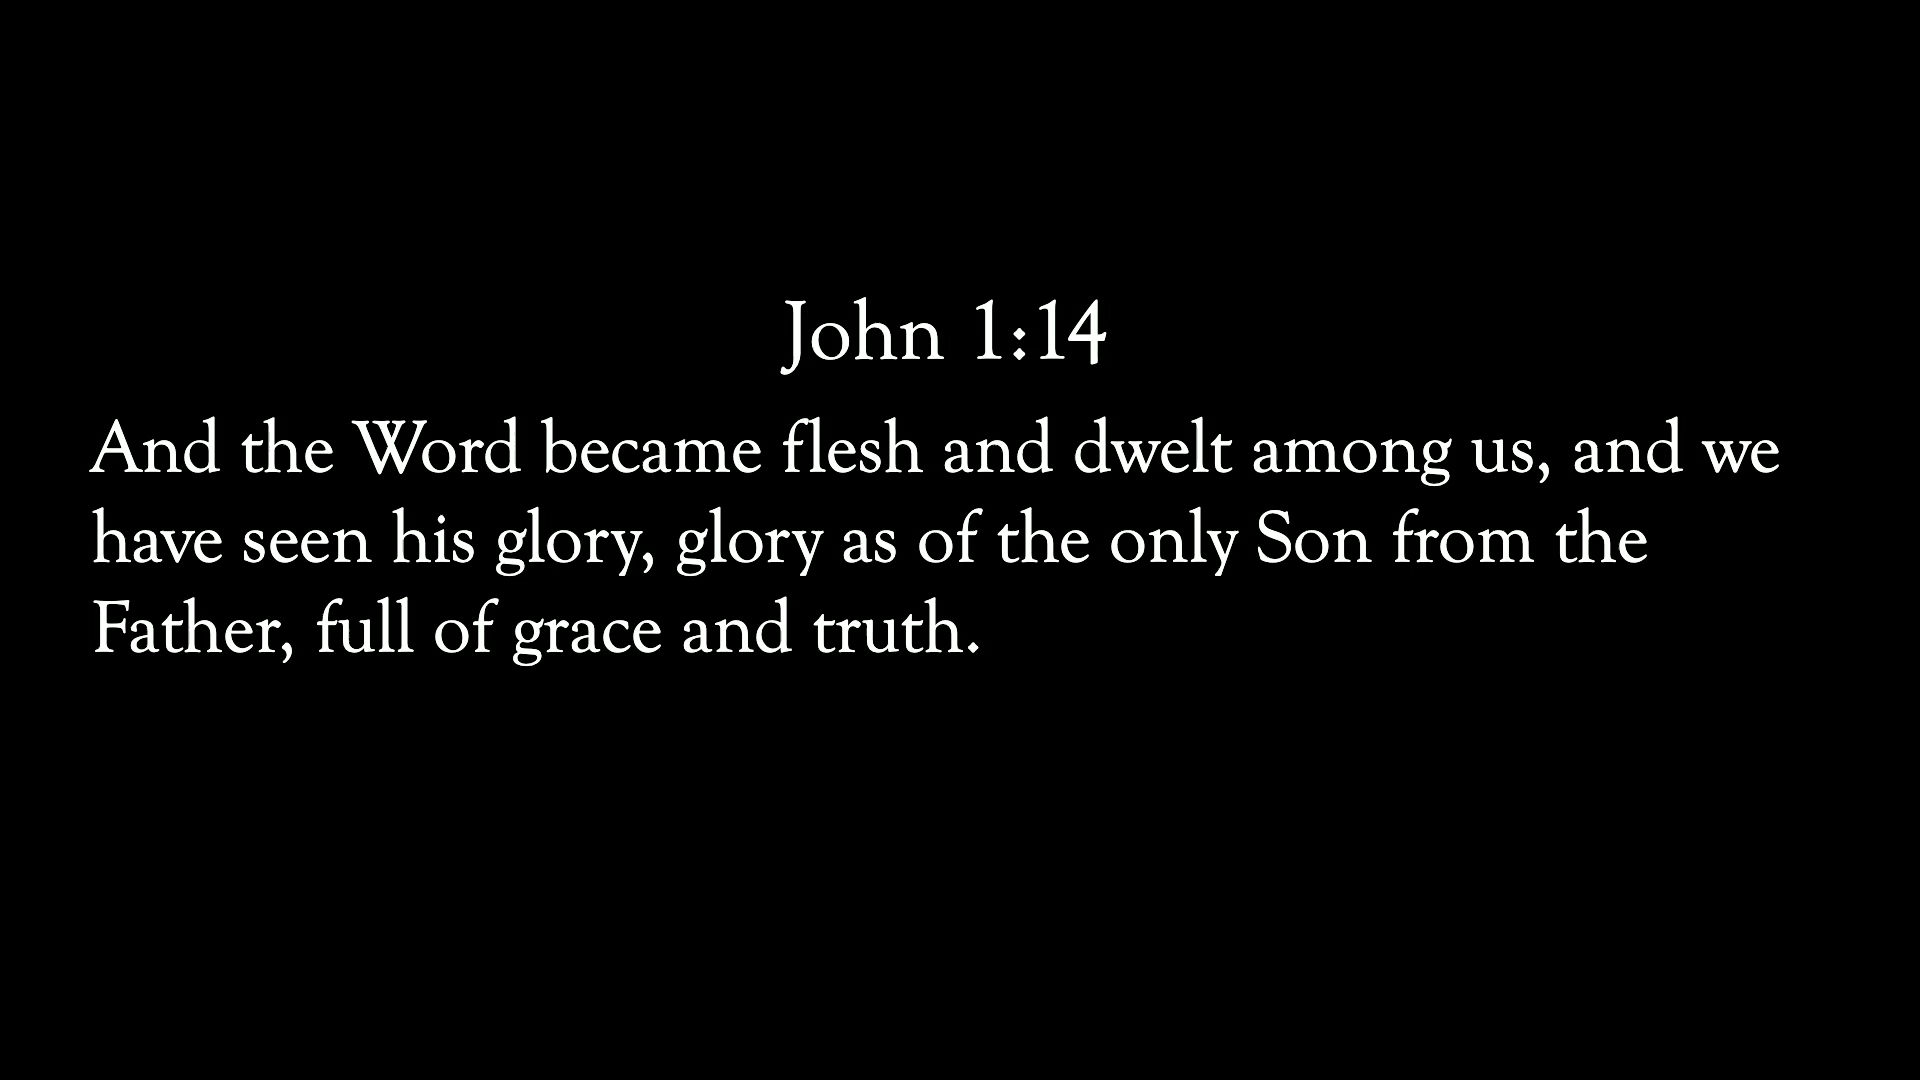 John 1:14
And the Word became flesh and dwelt among us, and we
have seen his glory, glory as of the only Son from the
Father, full of grace and truth.